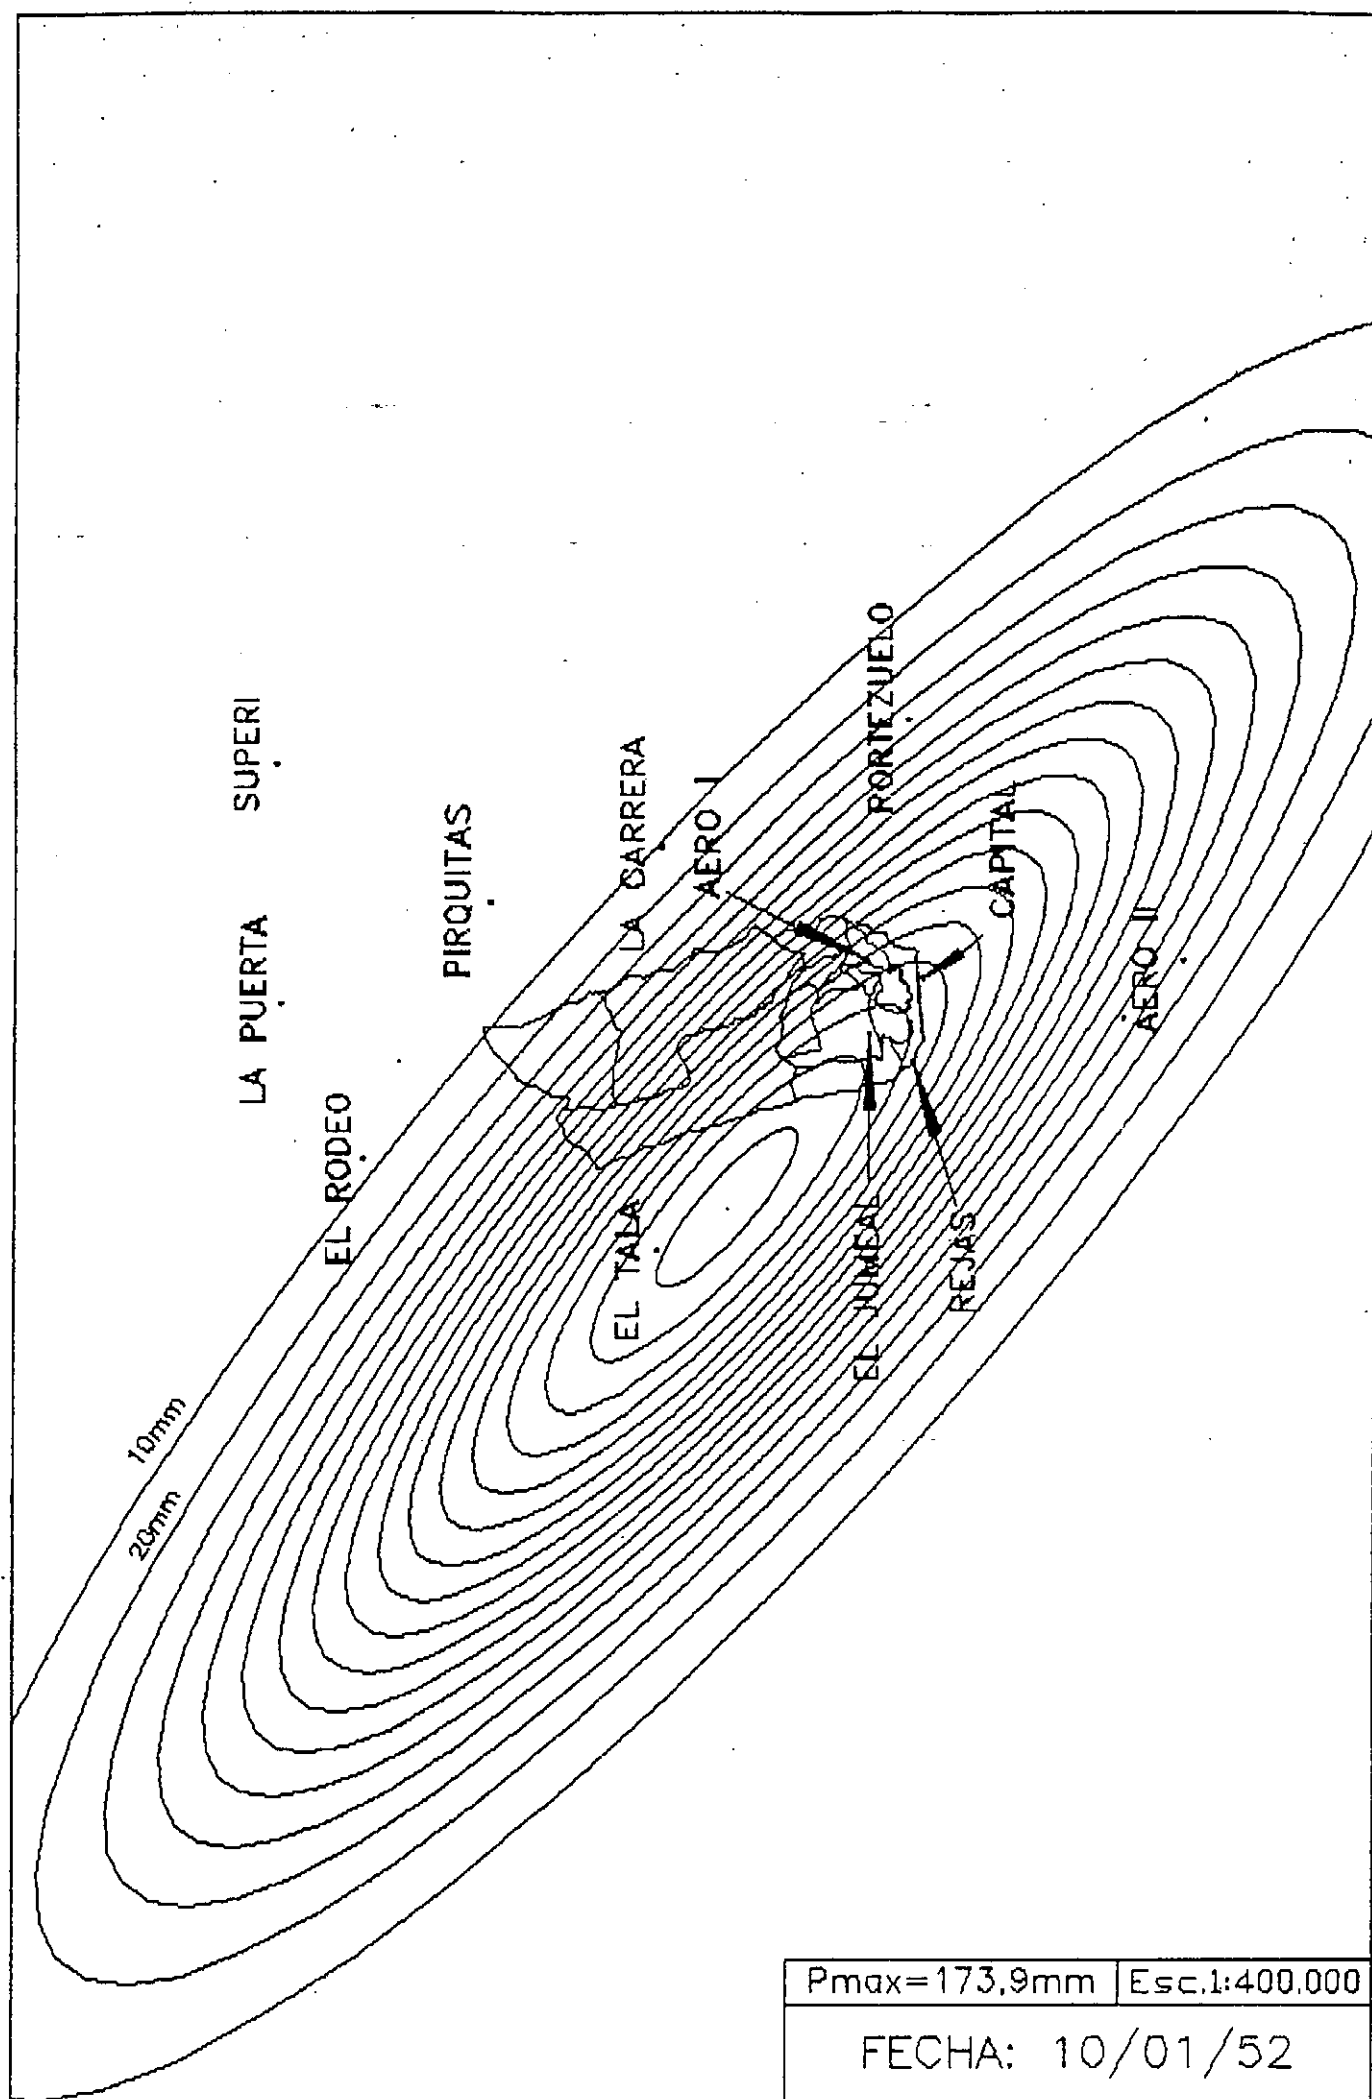 SUPERI
LA PUERTA
PIRQUITAS
EL RODEO
LA CARRERA
AERO I
PORTEZUELO
CAPITAL
AERO II
EL TALA
EL JUMEAL
REJAS
10mm
20mm
Pmax=173,9mm
Esc.1:400.000
FECHA: 10/01/52